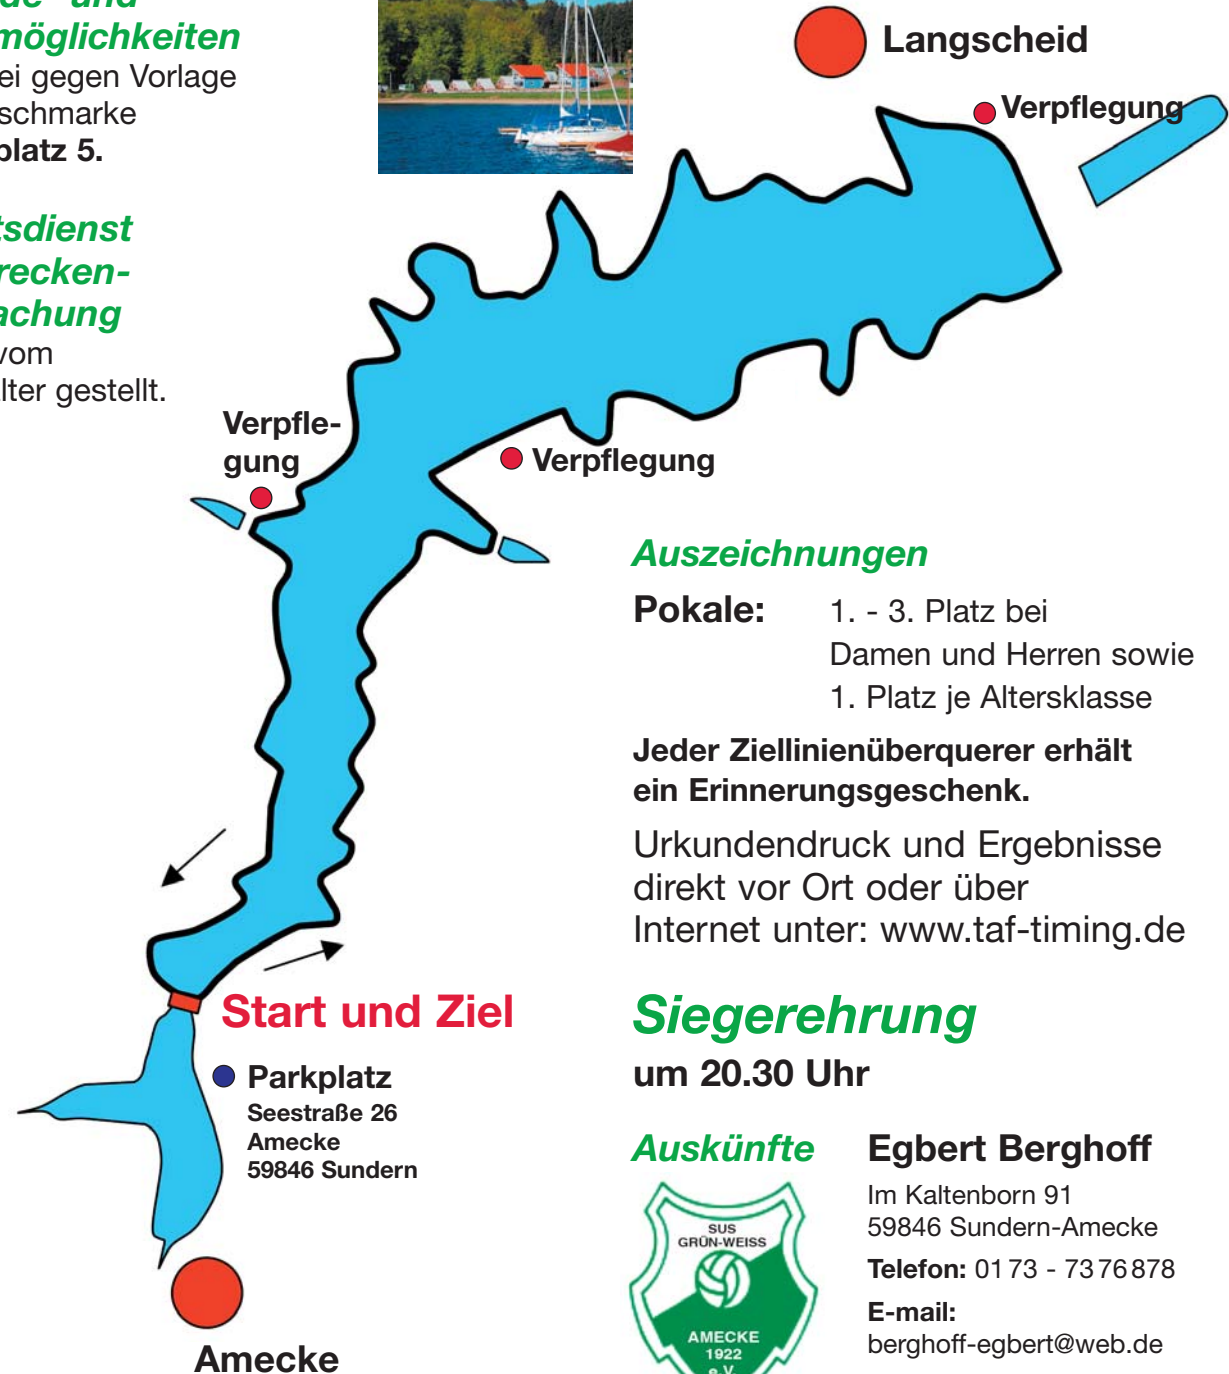 möglichkeiten
ei gegen Vorlage
schmarke
platz 5.
tsdienst
recken-
achung
vom
lter gestellt.
Langscheid
Verpflegung
Verpfle-
gung
Verpflegung
Start und Ziel
Parkplatz
Seestraße 26
Amecke
59846 Sundern
Amecke
Auszeichnungen
Pokale: 1. - 3. Platz bei
Damen und Herren sowie
1. Platz je Altersklasse
Jeder Ziellinienüberquerer erhält
ein Erinnerungsgeschenk.
Urkundendruck und Ergebnisse
direkt vor Ort oder über
Internet unter: www.taf-timing.de
Siegerehrung
um 20.30 Uhr
Auskünfte
SUS
GRÜN-WEISS
AMECKE
1922
e.V.
Egbert Berghoff
Im Kaltenborn 91
59846 Sundern-Amecke
Telefon: 0173 - 7376878
E-mail:
berghoff-egbert@web.de